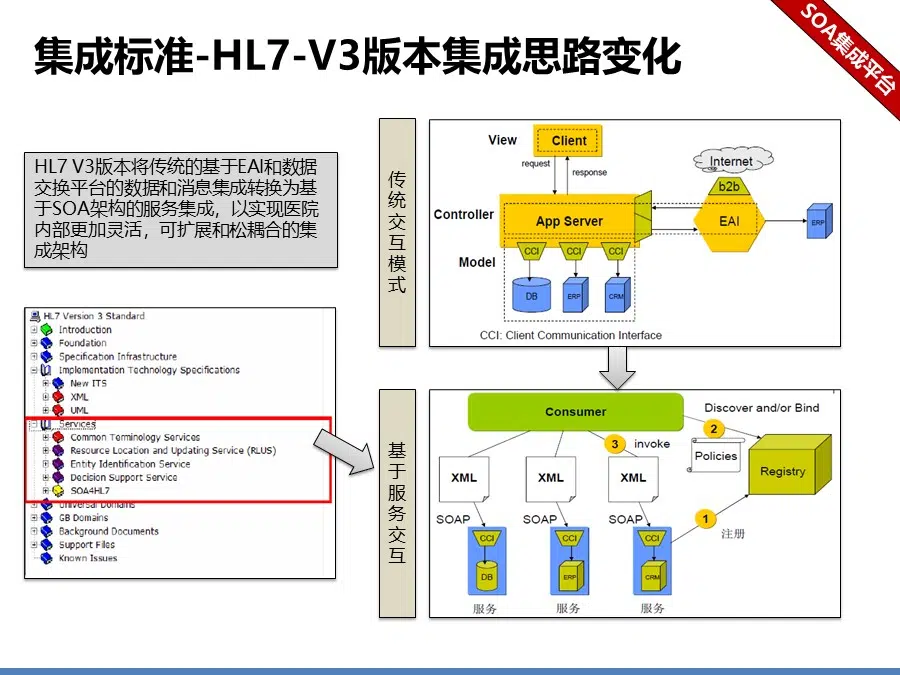 集成标准-HL7-V3版本集成思路变化
SOA集成平台
HL7 V3版本将传统的基于EAI和数据
交换平台的数据和消息集成转换为基
于SOA架构的服务集成，以实现医院
内部更加灵活，可扩展和松耦合的集
成架构
HL7 Version 3 Standard
Introduction
Foundation
Specification Infrastructure
Implementation Technology Specifications
New ITS
XML
UML
Services
Common Terminology Services
Resource Location and Updating Service (RLUS)
Entity Identification Service
Decision Support Service
SOA4HL7
Universal Domains
GB Domains
Background Documents
Support Files
Known Issues
传统交互模式
View
Client
request
response
Internet
b2b
Controller
App Server
EAI
ERP
Model
CCI
CCI
CCI
DB
ERP
CRM
CCI: Client Communication Interface
基于服务交互
Consumer
Discover and/or Bind
2
3
invoke
Policies
Registry
XML
XML
XML
SOAP
SOAP
SOAP
1
注册
CCI
CCI
CCI
DB
ERP
CRM
服务
服务
服务